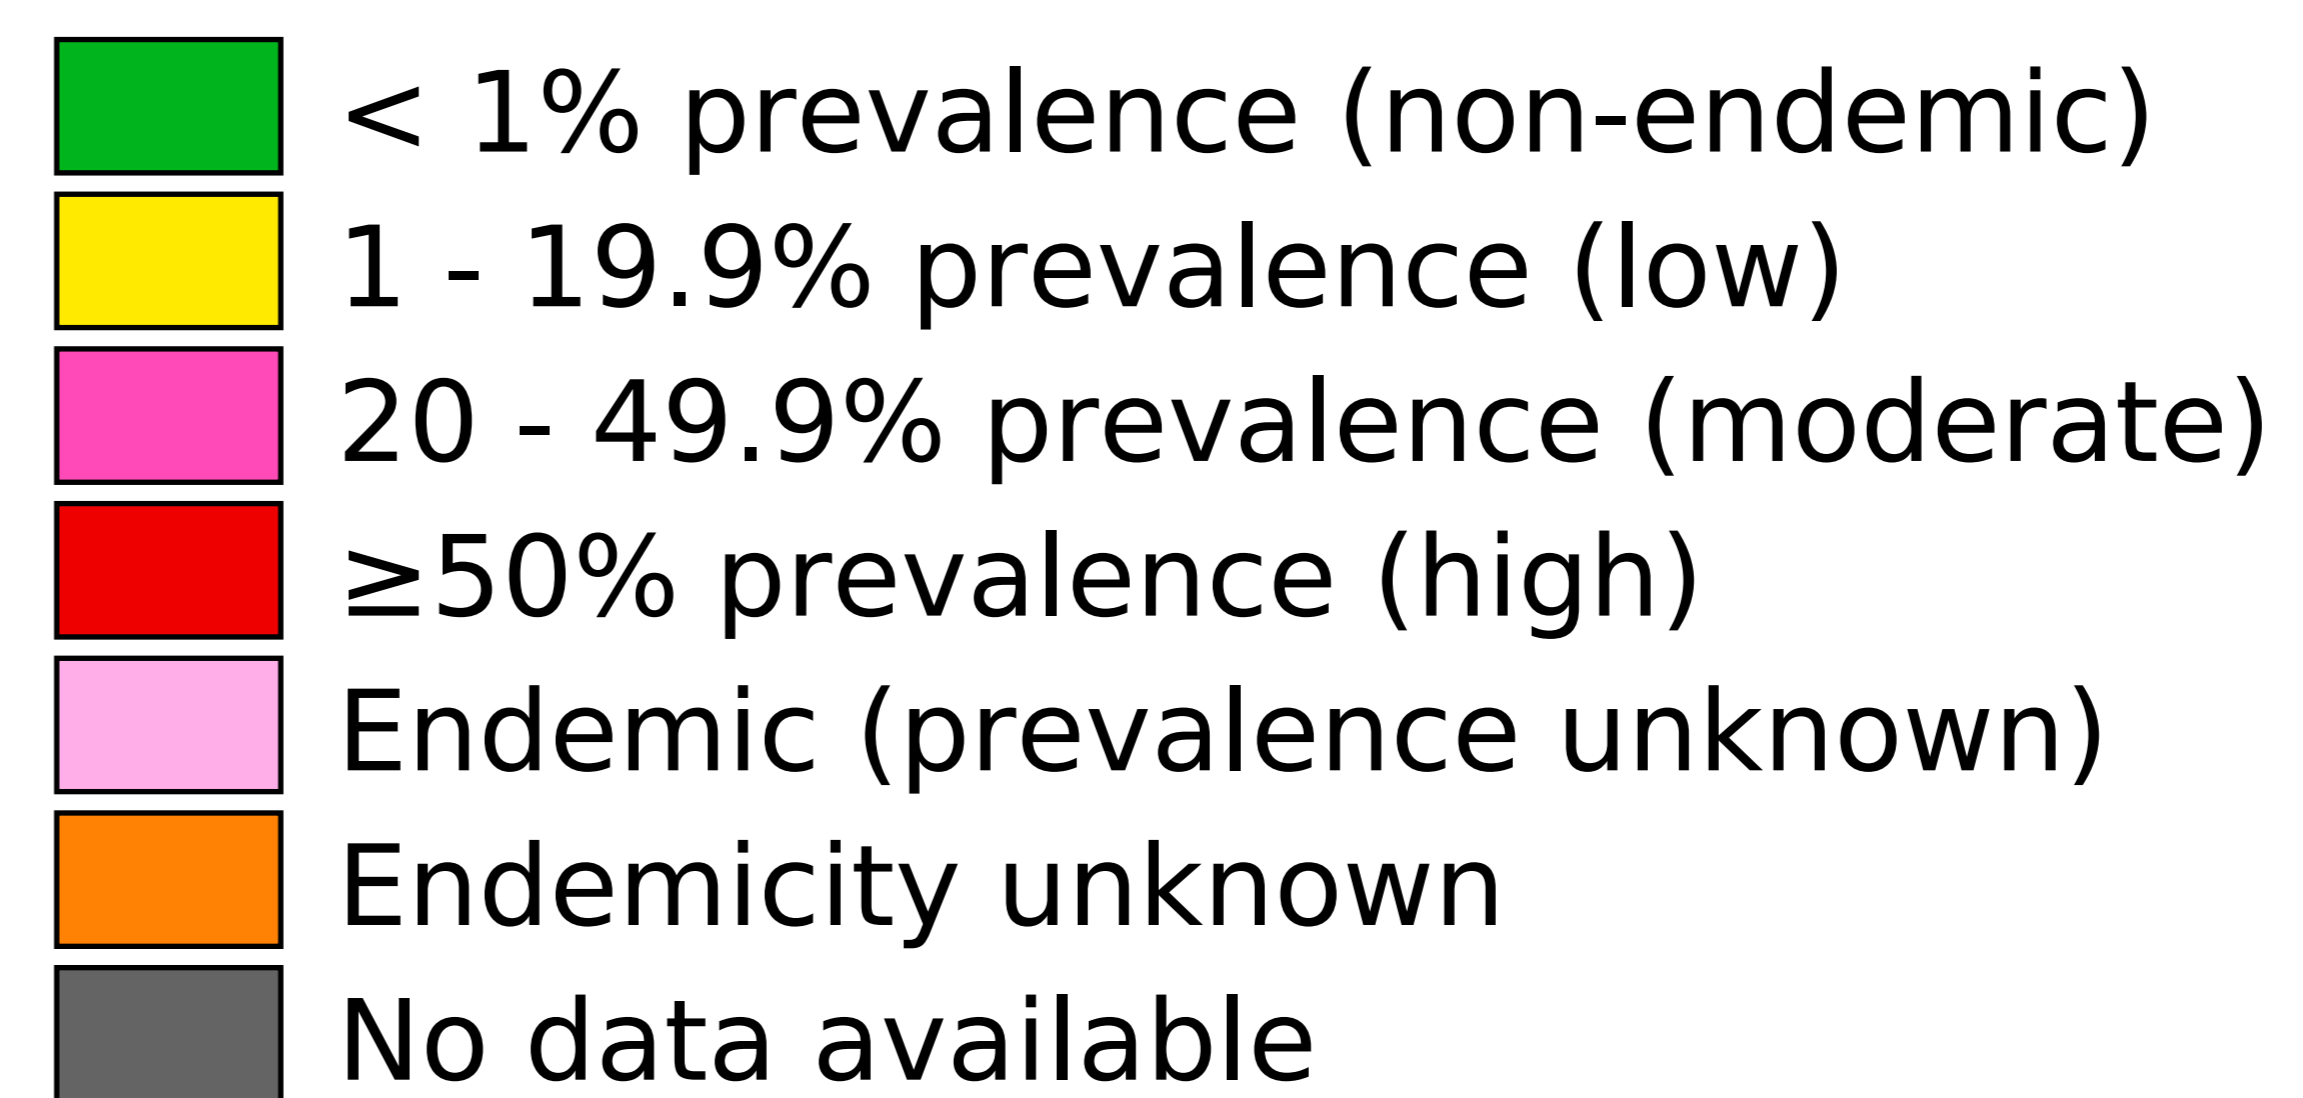 < 1% prevalence (non-endemic)
1 - 19.9% prevalence (low)
20 - 49.9% prevalence (moderate)
≥50% prevalence (high)
Endemic (prevalence unknown)
Endemicity unknown
No data available